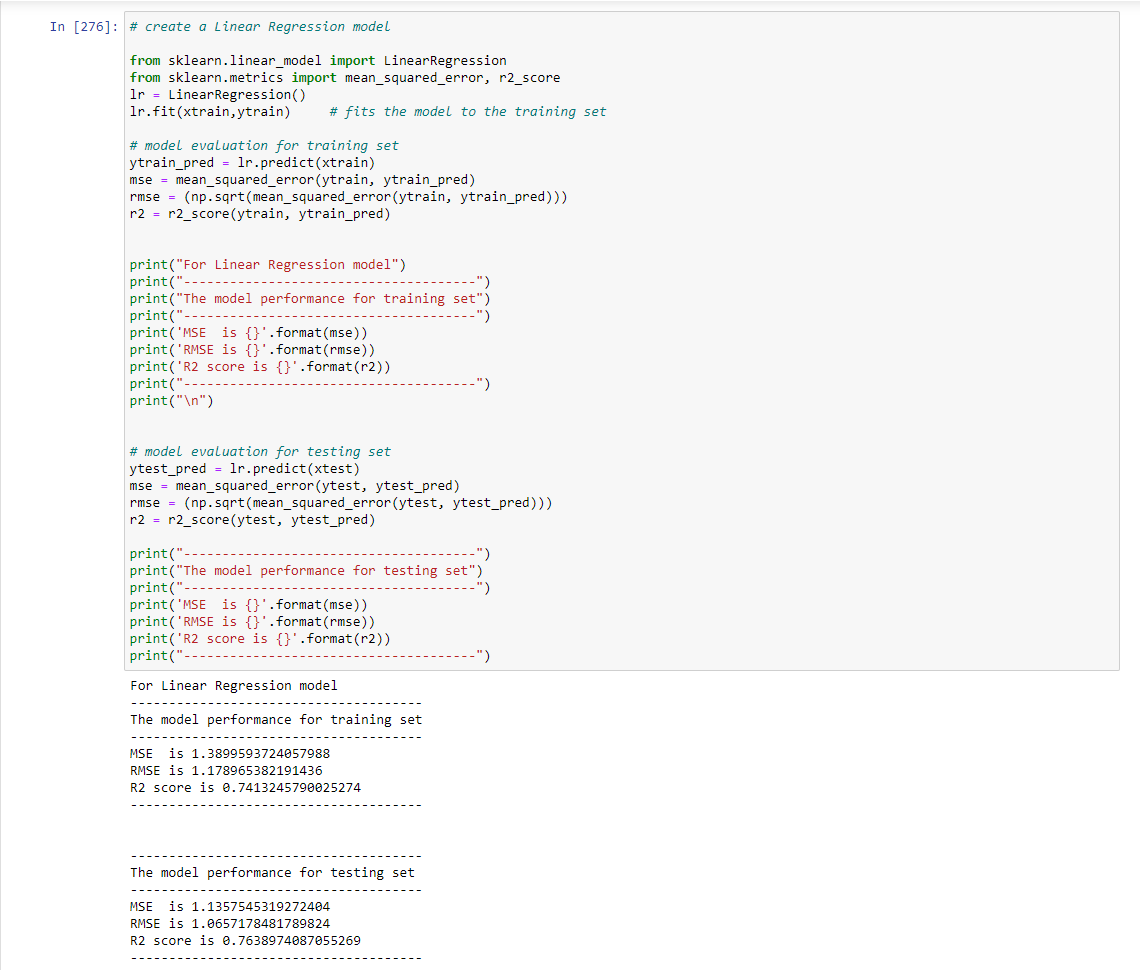 In [276]: # create a Linear Regression model
from sklearn.linear_model import LinearRegression
from sklearn.metrics import mean_squared_error, r2_score
lr = LinearRegression()
lr.fit(xtrain,ytrain)     # fits the model to the training set
# model evaluation for training set
ytrain_pred = lr.predict(xtrain)
mse = mean_squared_error(ytrain, ytrain_pred)
rmse = (np.sqrt(mean_squared_error(ytrain, ytrain_pred)))
r2 = r2_score(ytrain, ytrain_pred)
print("For Linear Regression model")
print("--------------------------------------")
print("The model performance for training set")
print("--------------------------------------")
print('MSE  is {}'.format(mse))
print('RMSE is {}'.format(rmse))
print('R2 score is {}'.format(r2))
print("--------------------------------------")
print("\n")
# model evaluation for testing set
ytest_pred = lr.predict(xtest)
mse = mean_squared_error(ytest, ytest_pred)
rmse = (np.sqrt(mean_squared_error(ytest, ytest_pred)))
r2 = r2_score(ytest, ytest_pred)
print("--------------------------------------")
print("The model performance for testing set")
print("--------------------------------------")
print('MSE  is {}'.format(mse))
print('RMSE is {}'.format(rmse))
print('R2 score is {}'.format(r2))
print("--------------------------------------")
For Linear Regression model
--------------------------------------
The model performance for training set
--------------------------------------
MSE  is 1.3899593724057988
RMSE is 1.178965382191436
R2 score is 0.7413245790025274
--------------------------------------
--------------------------------------
The model performance for testing set
--------------------------------------
MSE  is 1.1357545319272404
RMSE is 1.0657178481789824
R2 score is 0.7638974087055269
--------------------------------------